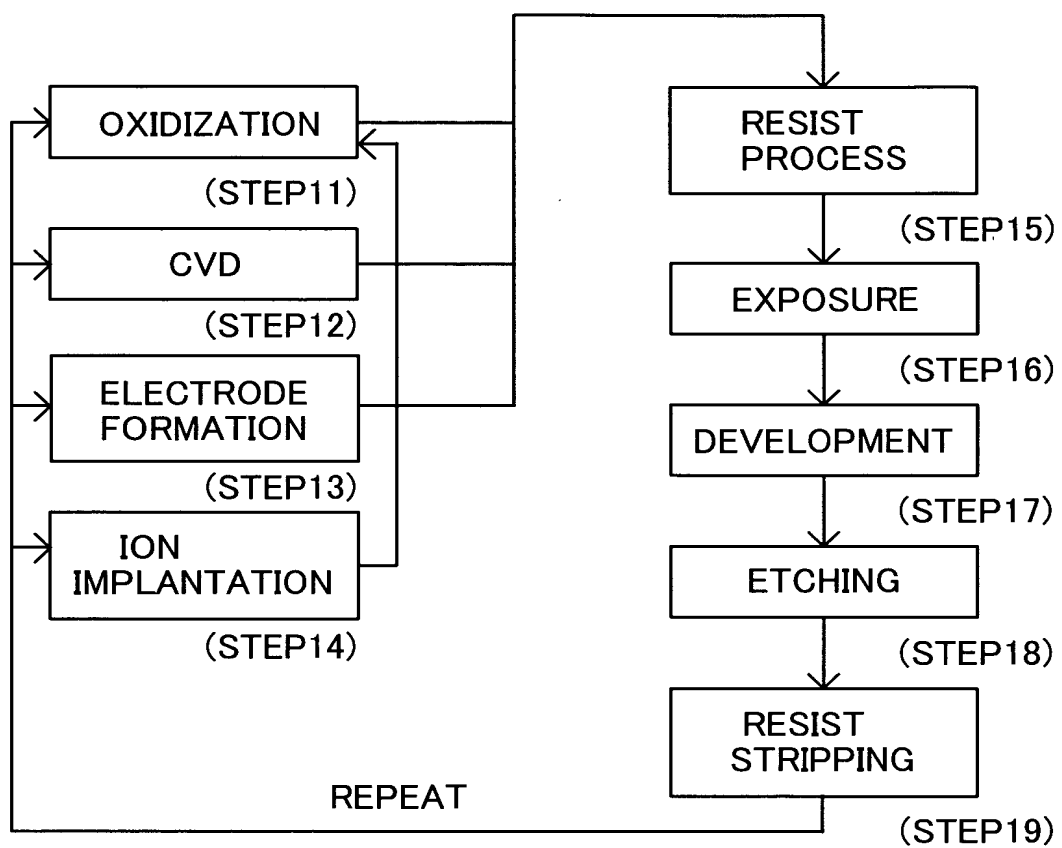 OXIDIZATION
(STEP11)
CVD
(STEP12)
ELECTRODE
FORMATION
(STEP13)
ION
IMPLANTATION
(STEP14)
RESIST
PROCESS
(STEP15)
EXPOSURE
(STEP16)
DEVELOPMENT
(STEP17)
ETCHING
(STEP18)
RESIST
STRIPPING
(STEP19)
REPEAT